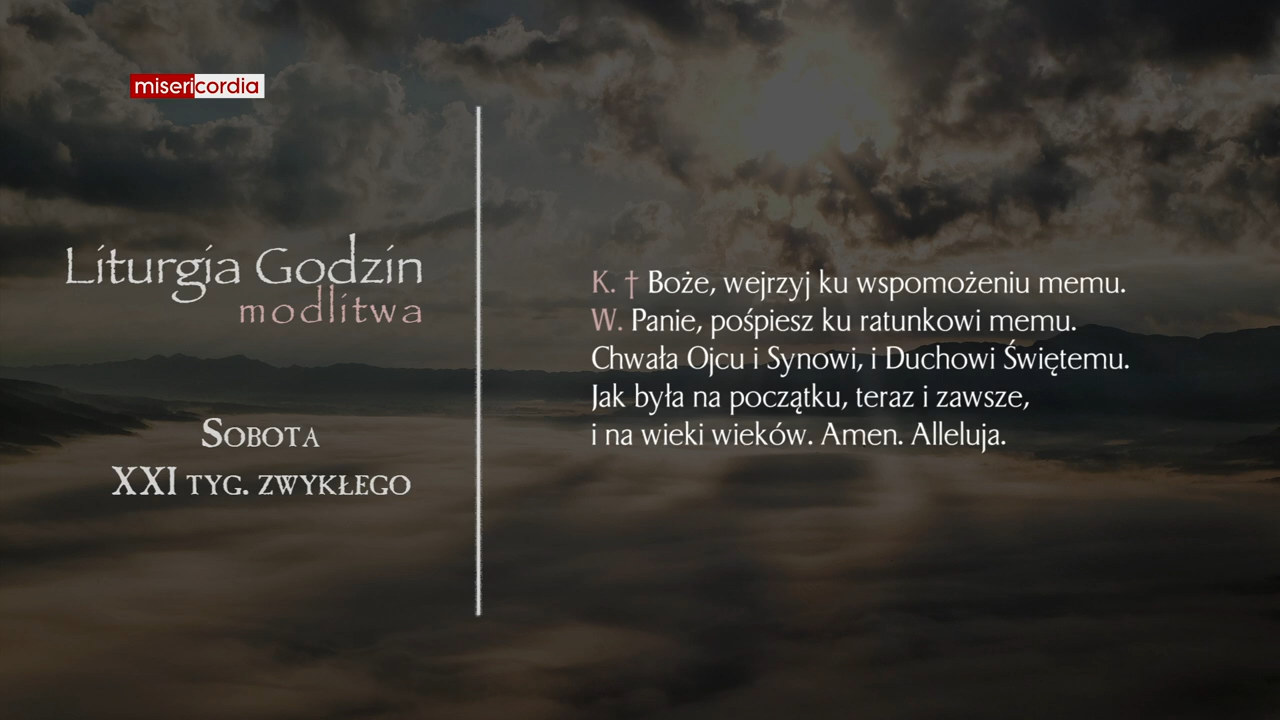 misericordia
Liturgia Godzin
modlitwa
Sobota
XXI tyg. zwykłego
K. † Boże, wejrzyj ku wspomożeniu memu.
W. Panie, pośpiesz ku ratunkowi memu.
Chwała Ojcu i Synowi, i Duchowi Świętemu.
Jak była na początku, teraz i zawsze,
i na wieki wieków. Amen. Alleluja.